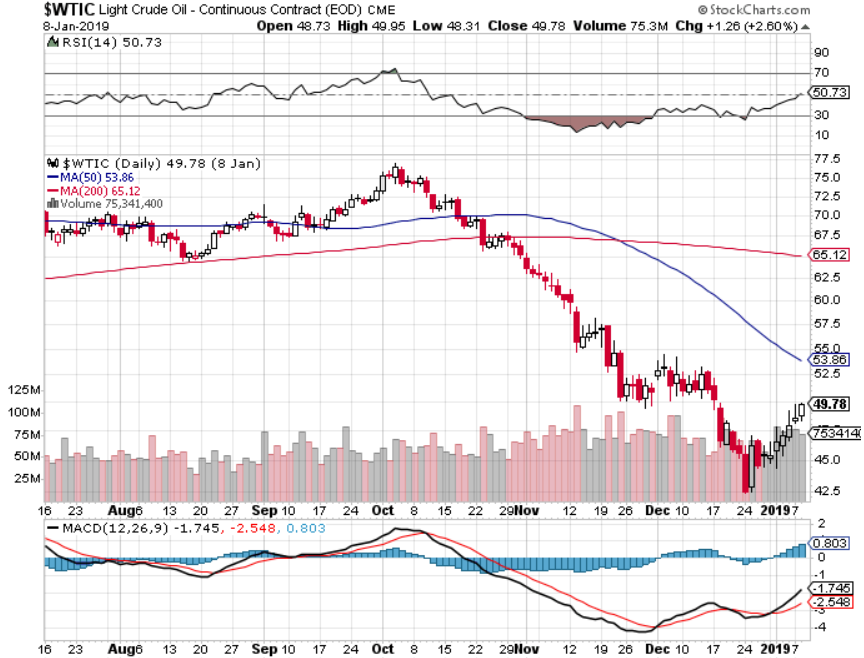 $WTIC Light Crude Oil - Continuous Contract (EOD) CME © StockCharts.com
8-Jan-2019 Open 48.73 High 49.95 Low 48.31 Close 49.78 Volume 75.3M Chg +1.26 (+2.60%)
RSI(14) 50.73
90
70
50.73
30
10
$WTIC (Daily) 49.78 (8 Jan)
MA(50) 53.86
MA(200) 65.12
Volume 75,341,400
77.5
75.0
72.5
70.0
67.5
65.12
62.5
60.0
57.5
55.0
53.86
52.5
49.78
7534140
45.0
42.5
125M
100M
75M
50M
25M
16 23 Aug 6 13 20 27 Sep 10 17 24 Oct 8 15 22 29 Nov 12 19 26 Dec 10 17 24 2019 7
MACD(12,26,9) -1.745, -2.548, 0.803
2
1
0.803
0
-1
-1.745
-2.548
-3
-4
16 23 Aug 6 13 20 27 Sep 10 17 24 Oct 8 15 22 29 Nov 12 19 26 Dec 10 17 24 2019 7